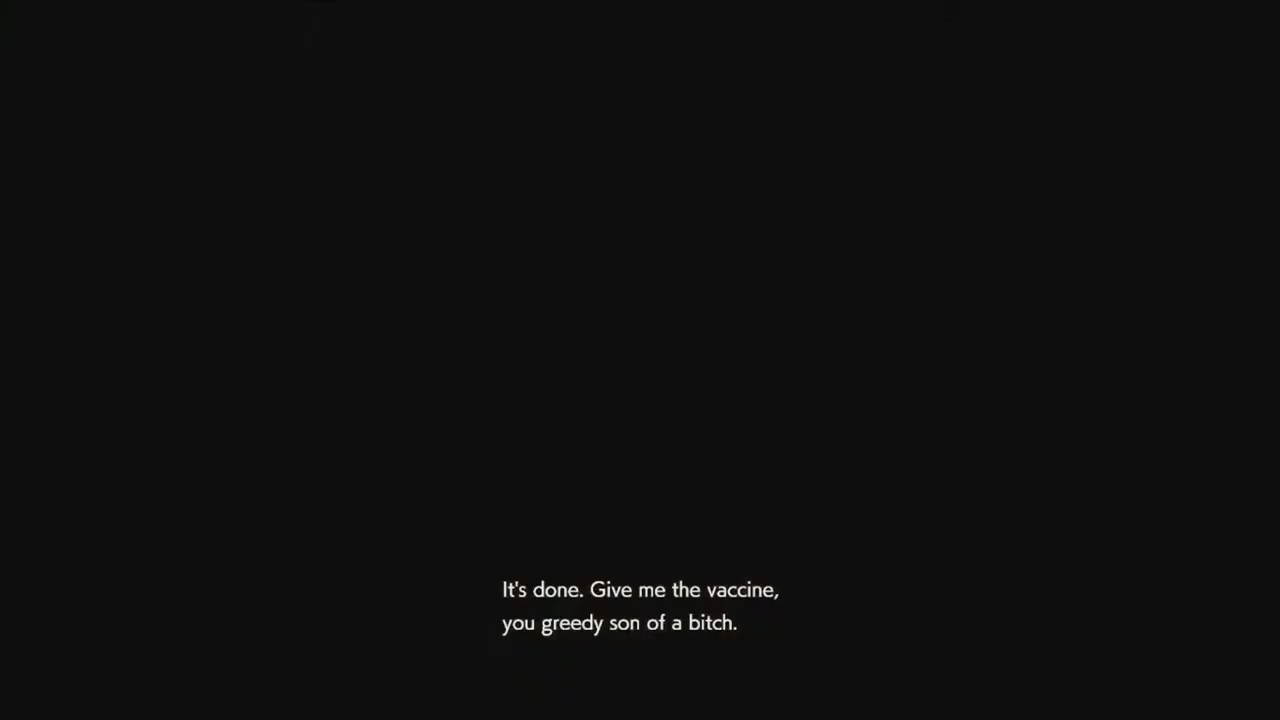 It's done. Give me the vaccine,
you greedy son of a bitch.